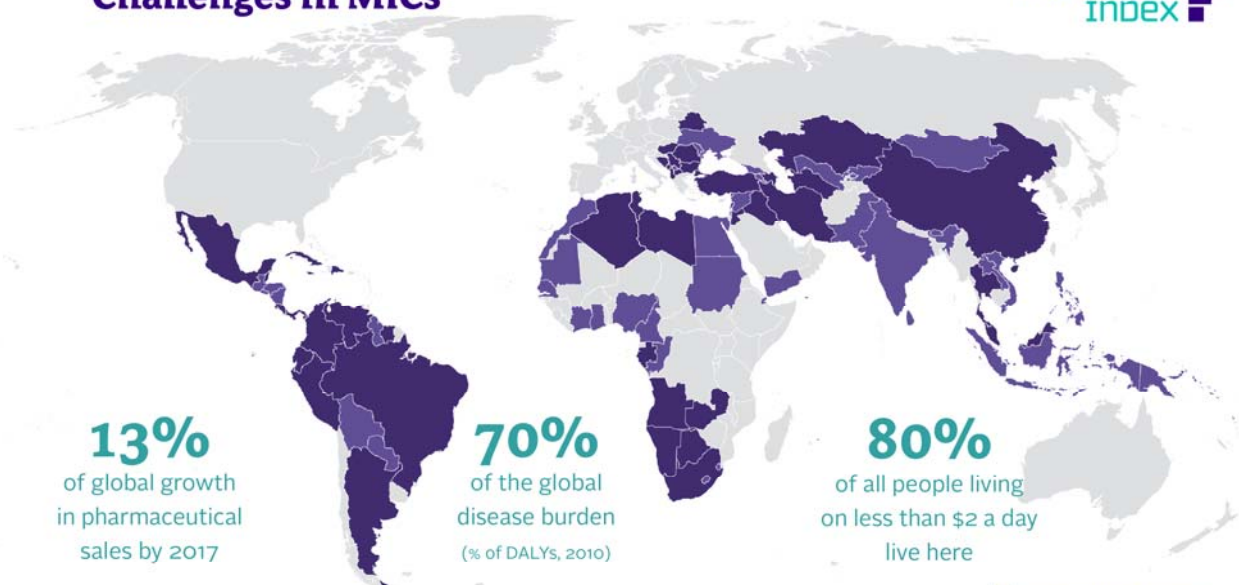 Challenges in MICs
Index
13%
of global growth
in pharmaceutical
sales by 2017
70%
of the global
disease burden
(% of DALYs, 2010)
80%
of all people living
on less than $2 a day
live here